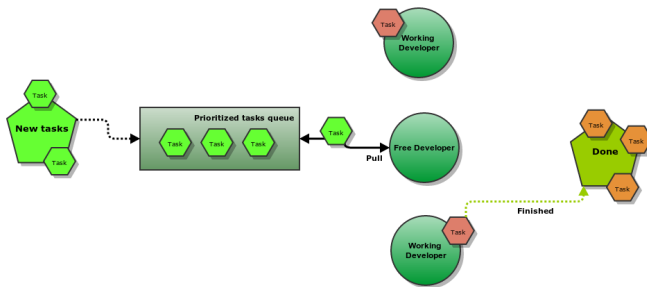 Task
New tasks
Task
Prioritized tasks queue
Task
Task
Task
Task
Pull
Task
Working
Developer
Free Developer
Working
Developer
Task
Finished
Task
Task
Done
Task